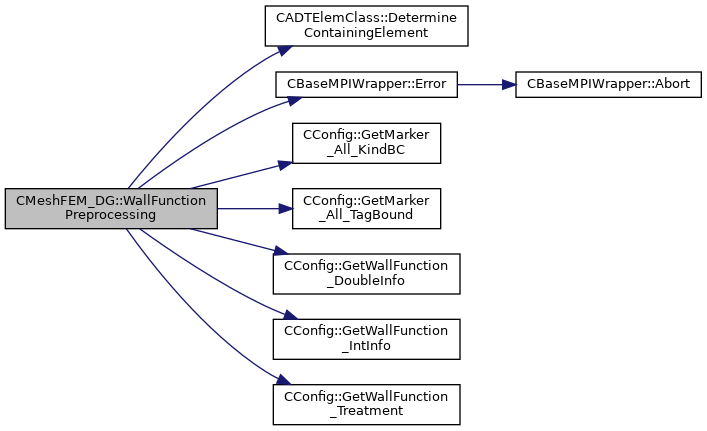 CADTElemClass::Determine
ContainingElement
CBaseMPIWrapper::Error
CBaseMPIWrapper::Abort
CConfig::GetMarker
_All_KindBC
CMeshFEM_DG::WallFunction
Preprocessing
CConfig::GetMarker
_All_TagBound
CConfig::GetWallFunction
_DoubleInfo
CConfig::GetWallFunction
_IntInfo
CConfig::GetWallFunction
_Treatment